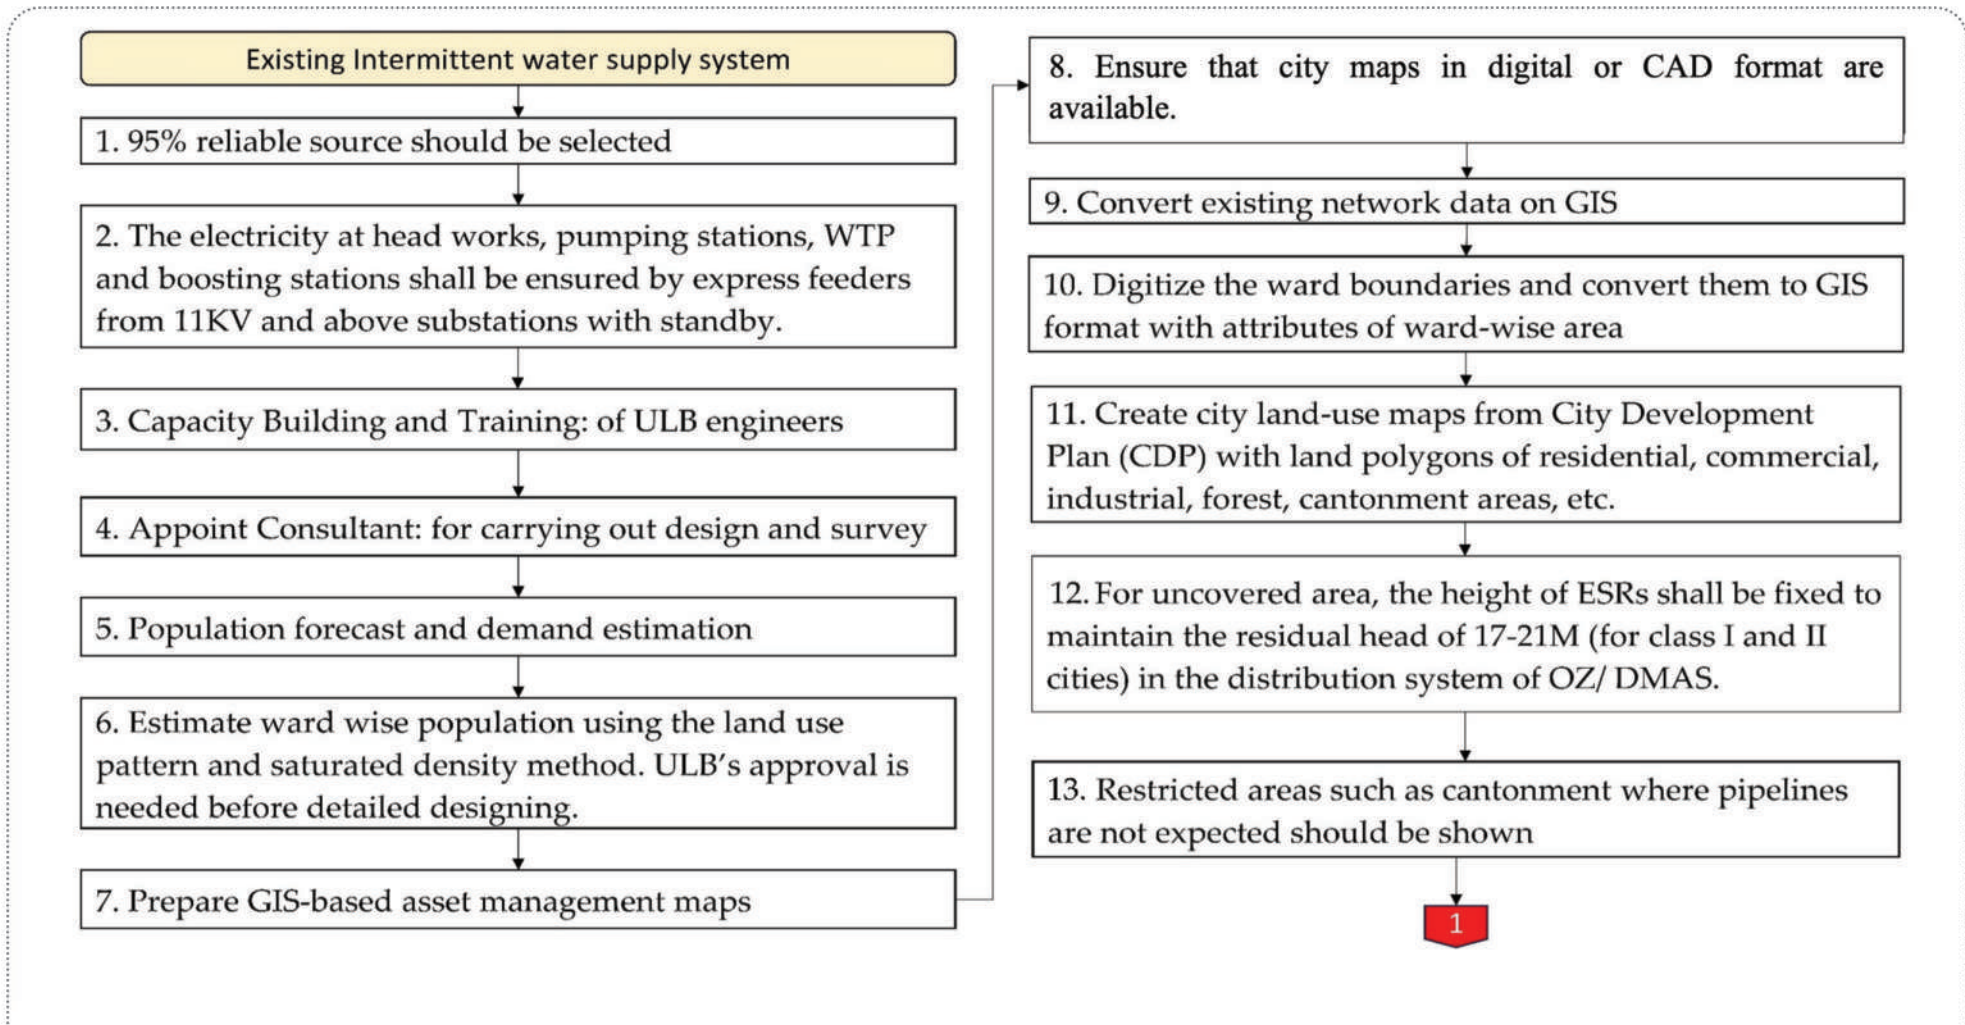 Existing Intermittent water supply system
1. 95% reliable source should be selected
2. The electricity at head works, pumping stations, WTP
and boosting stations shall be ensured by express feeders
from 11KV and above substations with standby.
3. Capacity Building and Training: of ULB engineers
4. Appoint Consultant: for carrying out design and survey
5. Population forecast and demand estimation
6. Estimate ward wise population using the land use
pattern and saturated density method. ULB’s approval is
needed before detailed designing.
7. Prepare GIS-based asset management maps
8. Ensure that city maps in digital or CAD format are
available.
9. Convert existing network data on GIS
10. Digitize the ward boundaries and convert them to GIS
format with attributes of ward-wise area
11. Create city land-use maps from City Development
Plan (CDP) with land polygons of residential, commercial,
industrial, forest, cantonment areas, etc.
12. For uncovered area, the height of ESRs shall be fixed to
maintain the residual head of 17-21M (for class I and II
cities) in the distribution system of OZ/ DMAS.
13. Restricted areas such as cantonment where pipelines
are not expected should be shown
1